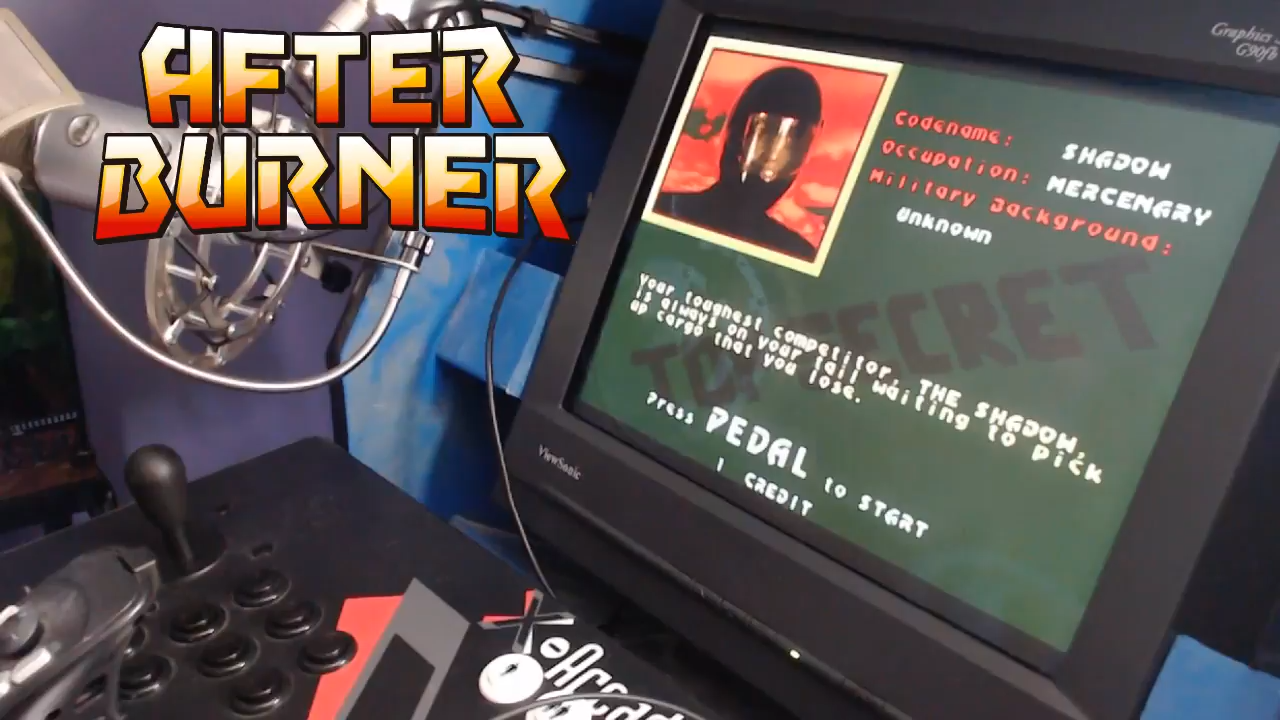 AFTER
BURNER
Graphics
G90fb
Codename: SHADOW
Occupation: MERCENARY
Military Background:
Unknown
TOP SECRET
Your toughest competitor, THE SHADOW,
is always on your tail waiting to pick
up cargo that you lose.
Press PEDAL to START
1 CREDIT
ViewSonic
X-Arcade